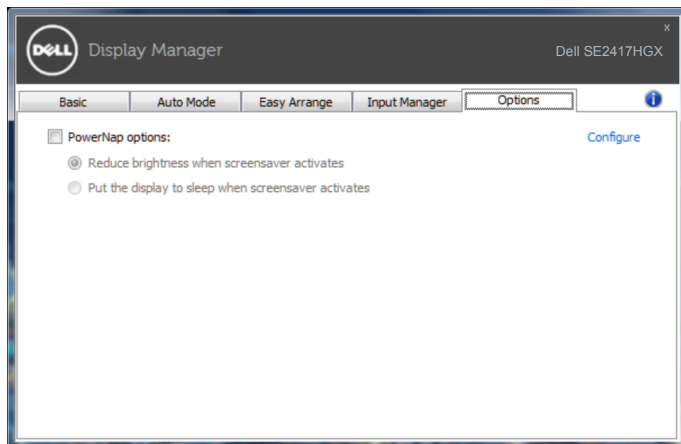 x
DELL Display Manager
Dell SE2417HGX
Basic Auto Mode Easy Arrange Input Manager Options i
PowerNap options: Configure
Reduce brightness when screensaver activates
Put the display to sleep when screensaver activates